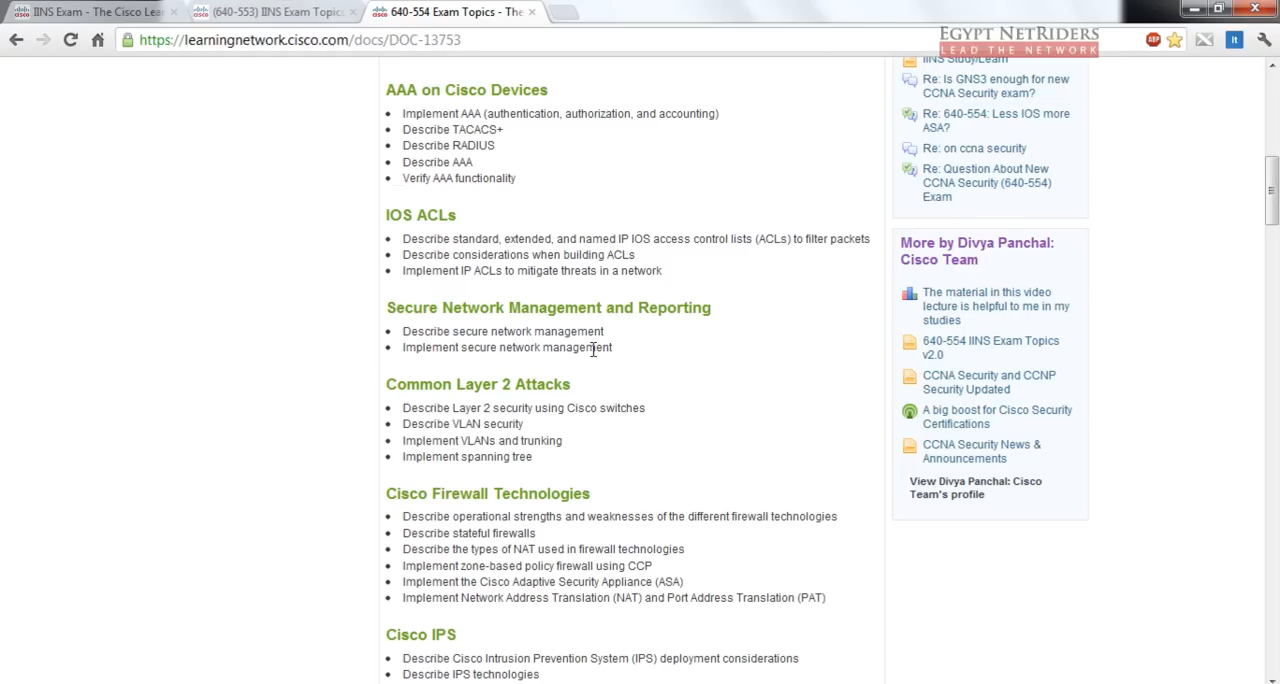 IINS Exam - The Cisco Lea
(640-553) IINS Exam Topics
640-554 Exam Topics - The
https://learningnetwork.cisco.com/docs/DOC-13753
EGYPT NETRIDERS
LEAD THE NETWORK
ABP
It
AAA on Cisco Devices
Implement AAA (authentication, authorization, and accounting)
Describe TACACS+
Describe RADIUS
Describe AAA
Verify AAA functionality
IOS ACLs
Describe standard, extended, and named IP IOS access control lists (ACLs) to filter packets
Describe considerations when building ACLs
Implement IP ACLs to mitigate threats in a network
Secure Network Management and Reporting
Describe secure network management
Implement secure network management
Common Layer 2 Attacks
Describe Layer 2 security using Cisco switches
Describe VLAN security
Implement VLANs and trunking
Implement spanning tree
Cisco Firewall Technologies
Describe operational strengths and weaknesses of the different firewall technologies
Describe stateful firewalls
Describe the types of NAT used in firewall technologies
Implement zone-based policy firewall using CCP
Implement the Cisco Adaptive Security Appliance (ASA)
Implement Network Address Translation (NAT) and Port Address Translation (PAT)
Cisco IPS
Describe Cisco Intrusion Prevention System (IPS) deployment considerations
Describe IPS technologies
IINS Study/Learn
Re: Is GNS3 enough for new
CCNA Security exam?
Re: 640-554: Less IOS more
ASA?
Re: on ccna security
Re: Question About New
CCNA Security (640-554)
Exam
More by Divya Panchal:
Cisco Team
The material in this video
lecture is helpful to me in my
studies
640-554 IINS Exam Topics
v2.0
CCNA Security and CCNP
Security Updated
A big boost for Cisco Security
Certifications
CCNA Security News &
Announcements
View Divya Panchal: Cisco
Team's profile